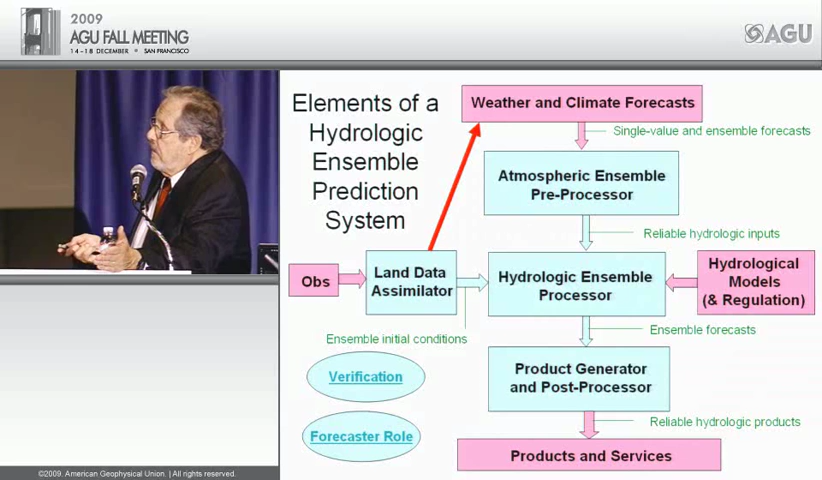 2009
AGU FALL MEETING
14-18 DECEMBER • SAN FRANCISCO
AGU
Elements of a
Hydrologic
Ensemble
Prediction
System
Weather and Climate Forecasts
Single-value and ensemble forecasts
Atmospheric Ensemble
Pre-Processor
Reliable hydrologic inputs
Obs
Land Data
Assimilator
Hydrologic Ensemble
Processor
Hydrological
Models
(& Regulation)
Ensemble initial conditions
Ensemble forecasts
Verification
Product Generator
and Post-Processor
Forecaster Role
Reliable hydrologic products
Products and Services
©2009. American Geophysical Union. | All rights reserved.